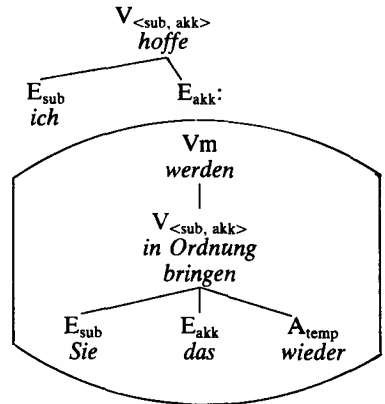 V<sub, akk>
hoffe
Esub Eakk:
ich
Vm
werden
V<sub, akk>
in Ordnung
bringen
Esub Eakk Atemp
Sie das wieder